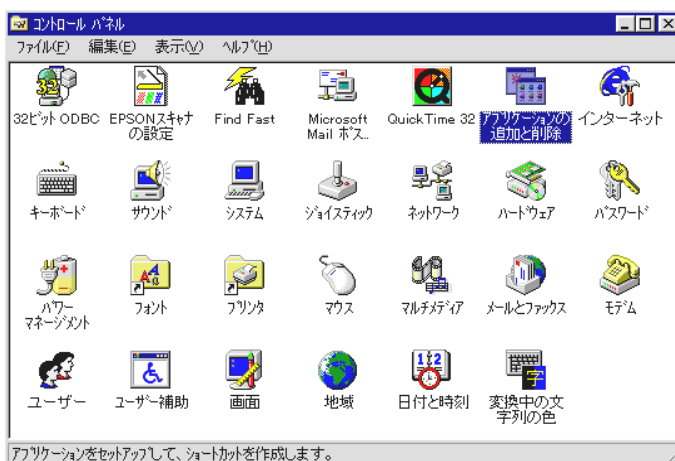 コントロール パネル
ファイル(F) 編集(E) 表示(V) ヘルプ(H)
32ビット ODBC
EPSONスキャナ
の設定
Find Fast
Microsoft
Mail ポス..
QuickTime 32
アプリケーションの
追加と削除
インターネット
キーボード
サウンド
システム
ジョイスティック
ネットワーク
ハードウェア
パスワード
パワー
マネージメント
フォント
プリンタ
マウス
マルチメディア
メールとファックス
モデム
ユーザー
ユーザー補助
画面
地域
日付と時刻
変換中の文
字列の色
アプリケーションをセットアップして、ショートカットを作成します。